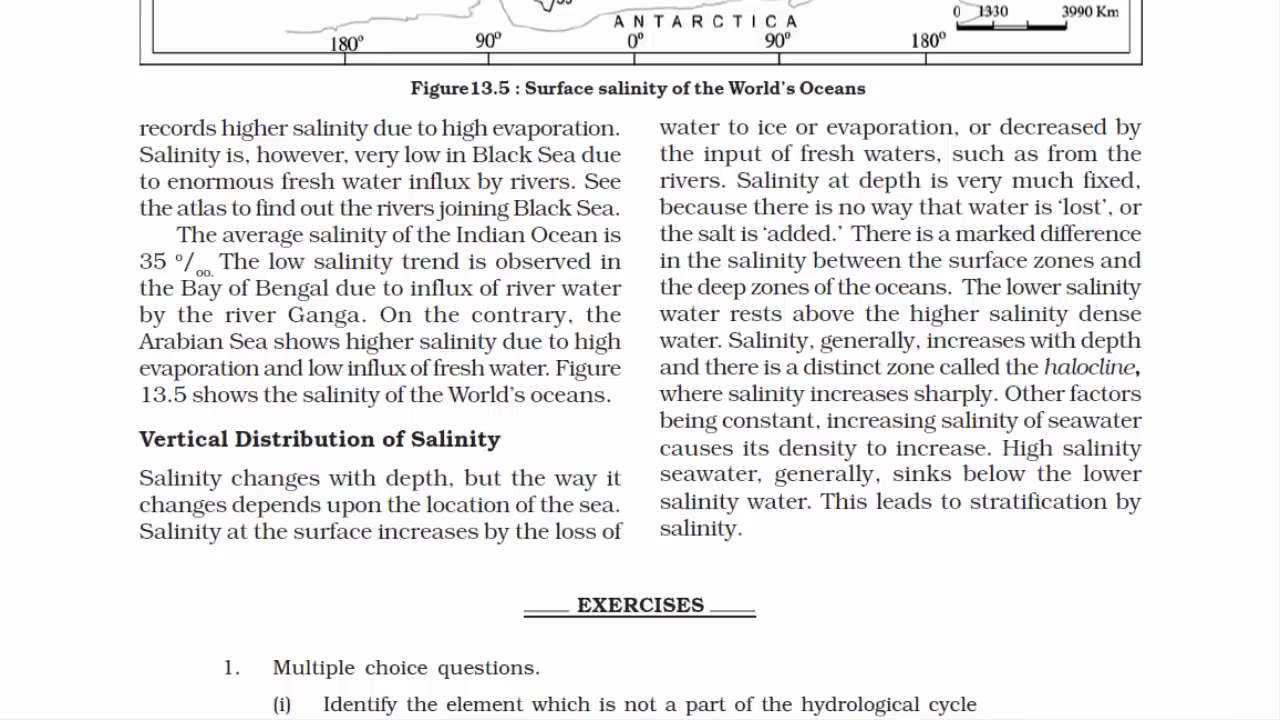 ANTARCTICA
0 1330 3990 Km
180º 90º 0º 90º 180º
Figure13.5 : Surface salinity of the World's Oceans
records higher salinity due to high evaporation.
Salinity is, however, very low in Black Sea due
to enormous fresh water influx by rivers. See
the atlas to find out the rivers joining Black Sea.
The average salinity of the Indian Ocean is
35 º/oo. The low salinity trend is observed in
the Bay of Bengal due to influx of river water
by the river Ganga. On the contrary, the
Arabian Sea shows higher salinity due to high
evaporation and low influx of fresh water. Figure
13.5 shows the salinity of the World's oceans.
Vertical Distribution of Salinity
Salinity changes with depth, but the way it
changes depends upon the location of the sea.
Salinity at the surface increases by the loss of
water to ice or evaporation, or decreased by
the input of fresh waters, such as from the
rivers. Salinity at depth is very much fixed,
because there is no way that water is 'lost', or
the salt is 'added.' There is a marked difference
in the salinity between the surface zones and
the deep zones of the oceans. The lower salinity
water rests above the higher salinity dense
water. Salinity, generally, increases with depth
and there is a distinct zone called the halocline,
where salinity increases sharply. Other factors
being constant, increasing salinity of seawater
causes its density to increase. High salinity
seawater, generally, sinks below the lower
salinity water. This leads to stratification by
salinity.
EXERCISES
1. Multiple choice questions.
(i) Identify the element which is not a part of the hydrological cycle